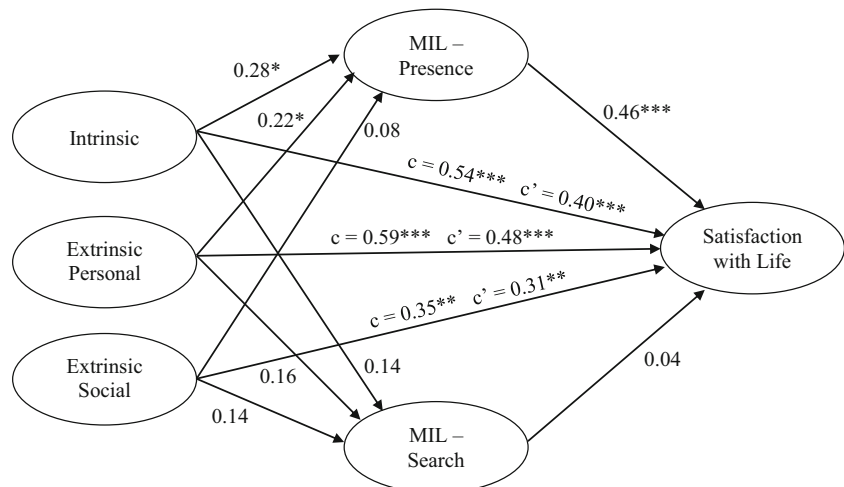 MIL –
Presence
0.28*
0.46***
0.22*
0.08
Intrinsic
c = 0.54*** c’ = 0.40***
Extrinsic
Personal
c = 0.59*** c’ = 0.48***
Satisfaction
with Life
c = 0.35** c’ = 0.31**
Extrinsic
Social
0.16
0.14
0.04
0.14
MIL –
Search